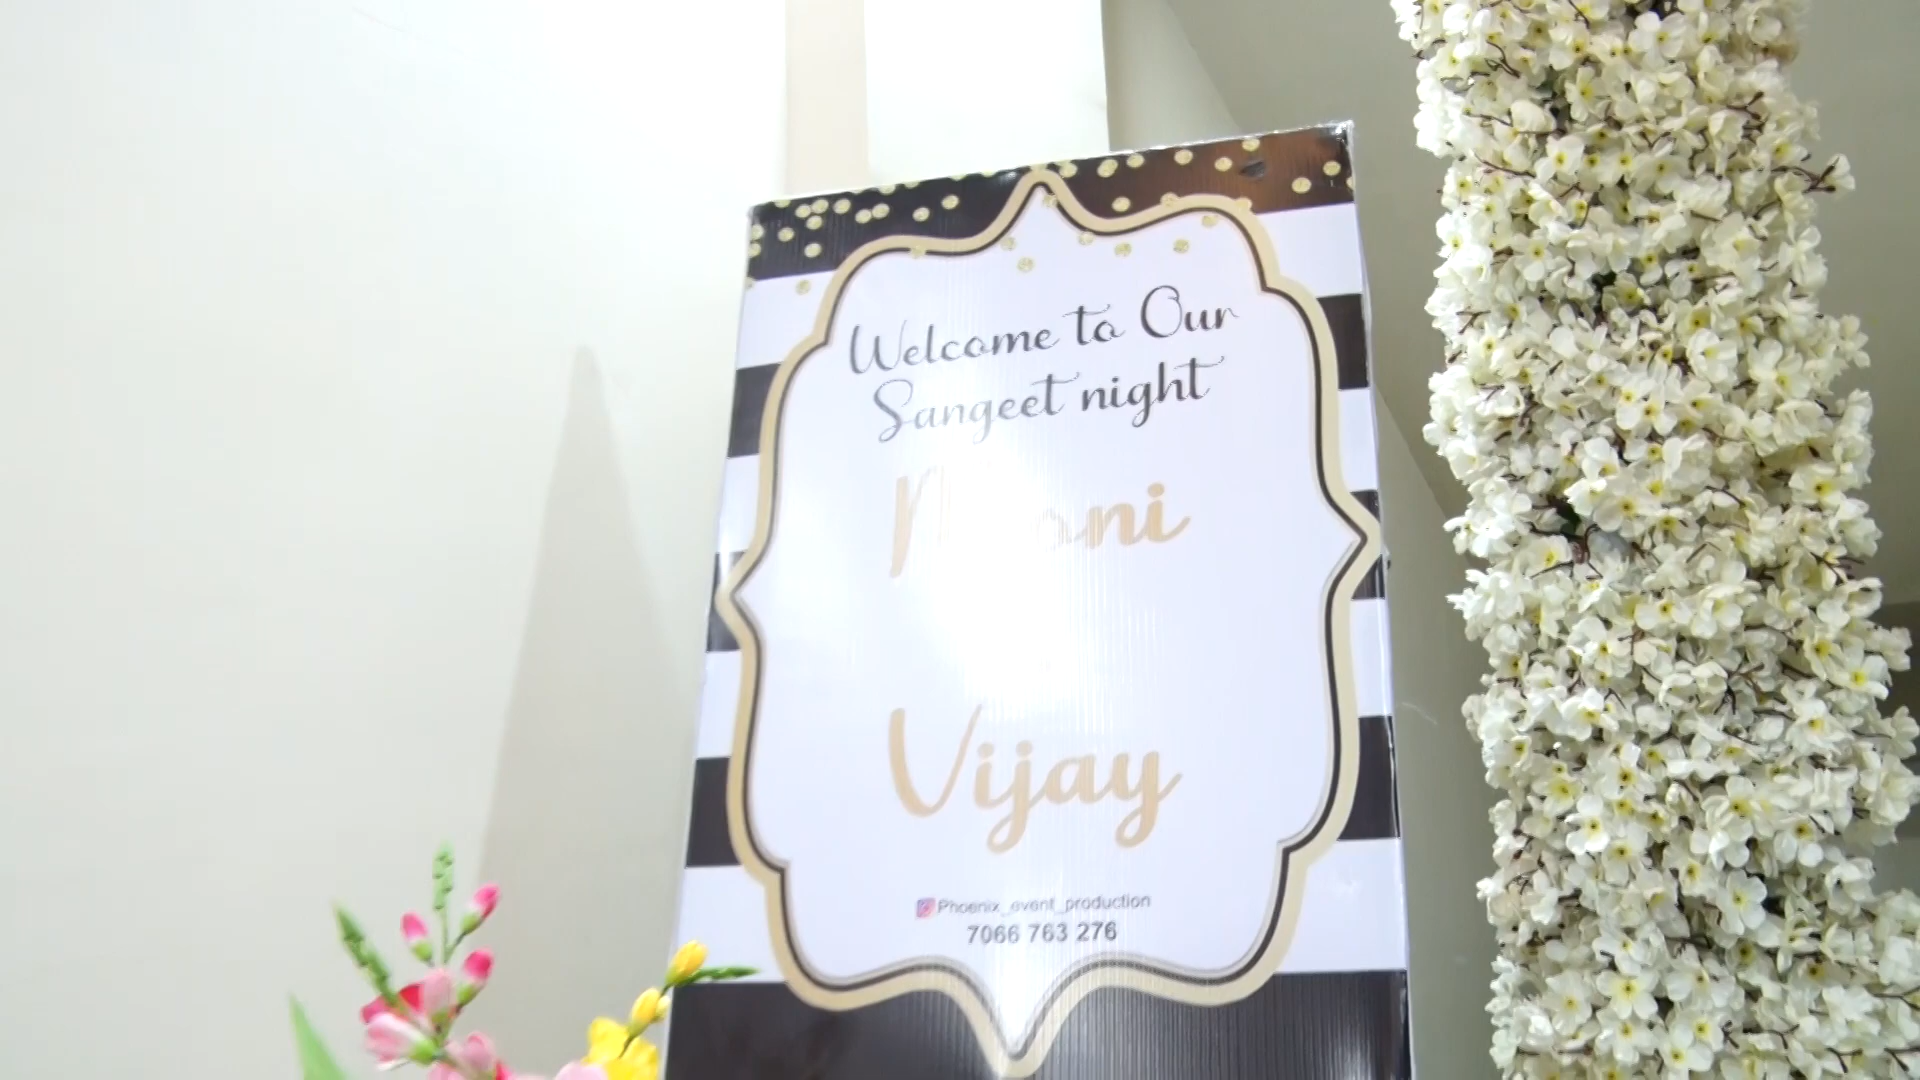 Welcome to Our
Sangeet night
Vijay
Phoenix_event_production
7066 763 276